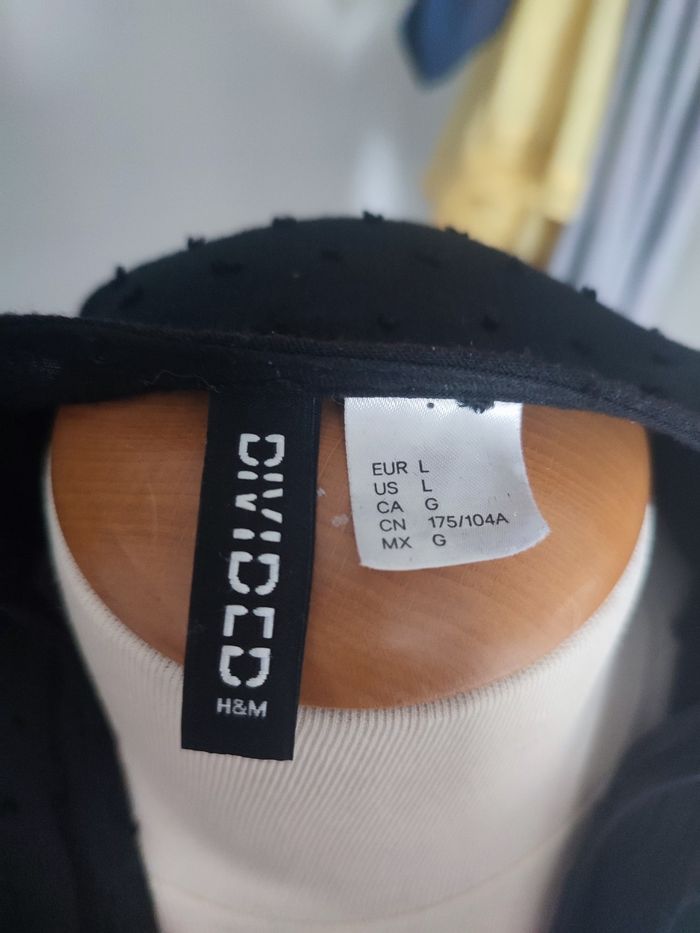 DIVIDED
H&M
EUR L
US L
CA G
CN 175/104A
MX G